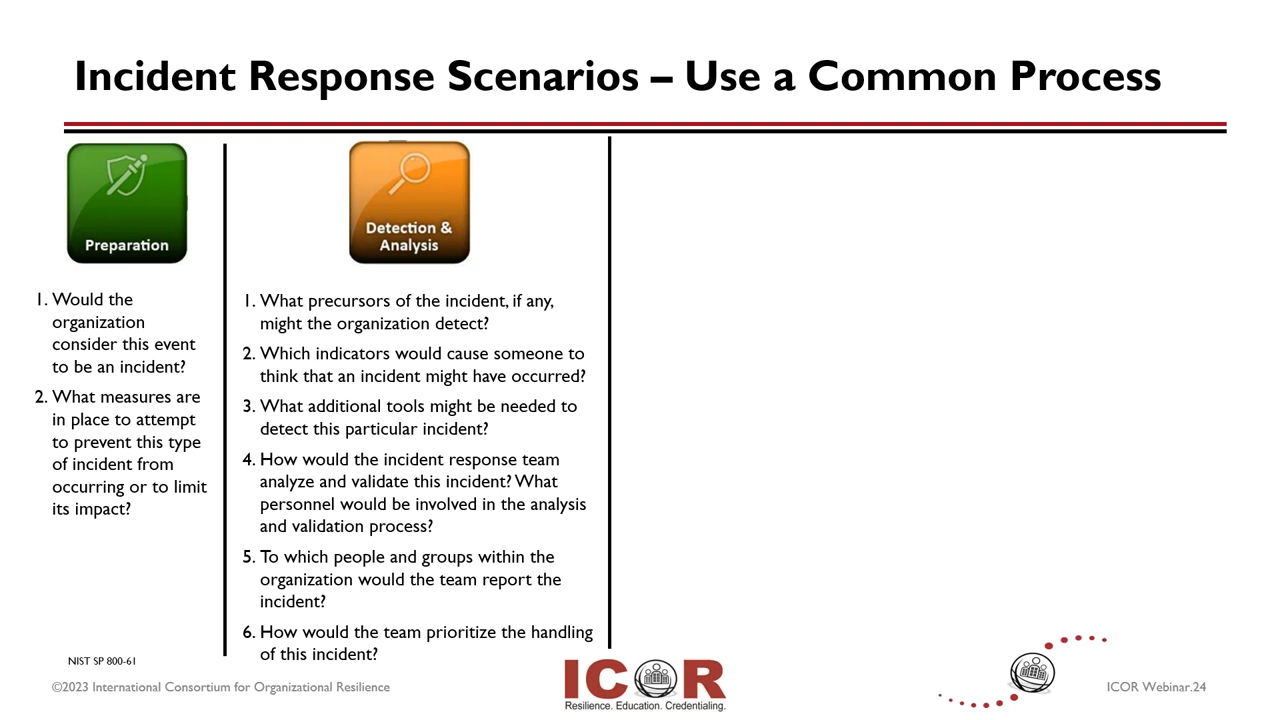 Incident Response Scenarios – Use a Common Process
Preparation
1. Would the
organization
consider this event
to be an incident?
2. What measures are
in place to attempt
to prevent this type
of incident from
occurring or to limit
its impact?
Detection &
Analysis
1. What precursors of the incident, if any,
might the organization detect?
2. Which indicators would cause someone to
think that an incident might have occurred?
3. What additional tools might be needed to
detect this particular incident?
4. How would the incident response team
analyze and validate this incident? What
personnel would be involved in the analysis
and validation process?
5. To which people and groups within the
organization would the team report the
incident?
6. How would the team prioritize the handling
of this incident?
NIST SP 800-61
©2023 International Consortium for Organizational Resilience
ICOR
Resilience. Education. Credentialing.
ICOR Webinar.24